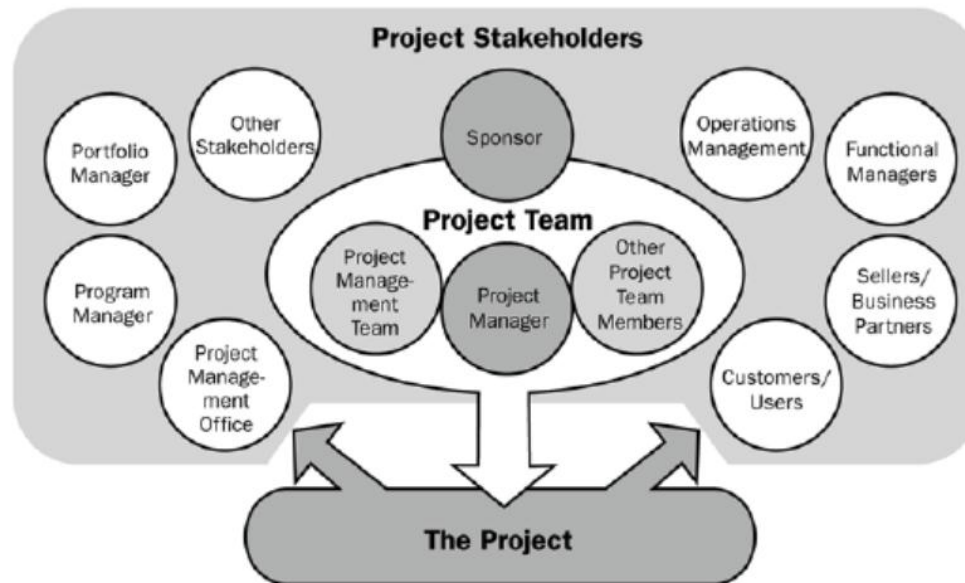 Project Stakeholders
Portfolio
Manager
Other
Stakeholders
Sponsor
Operations
Management
Functional
Managers
Project Team
Program
Manager
Project
Manage-
ment
Team
Project
Manager
Other
Project
Team
Members
Sellers/
Business
Partners
Project
Manage-
ment
Office
Customers/
Users
The Project